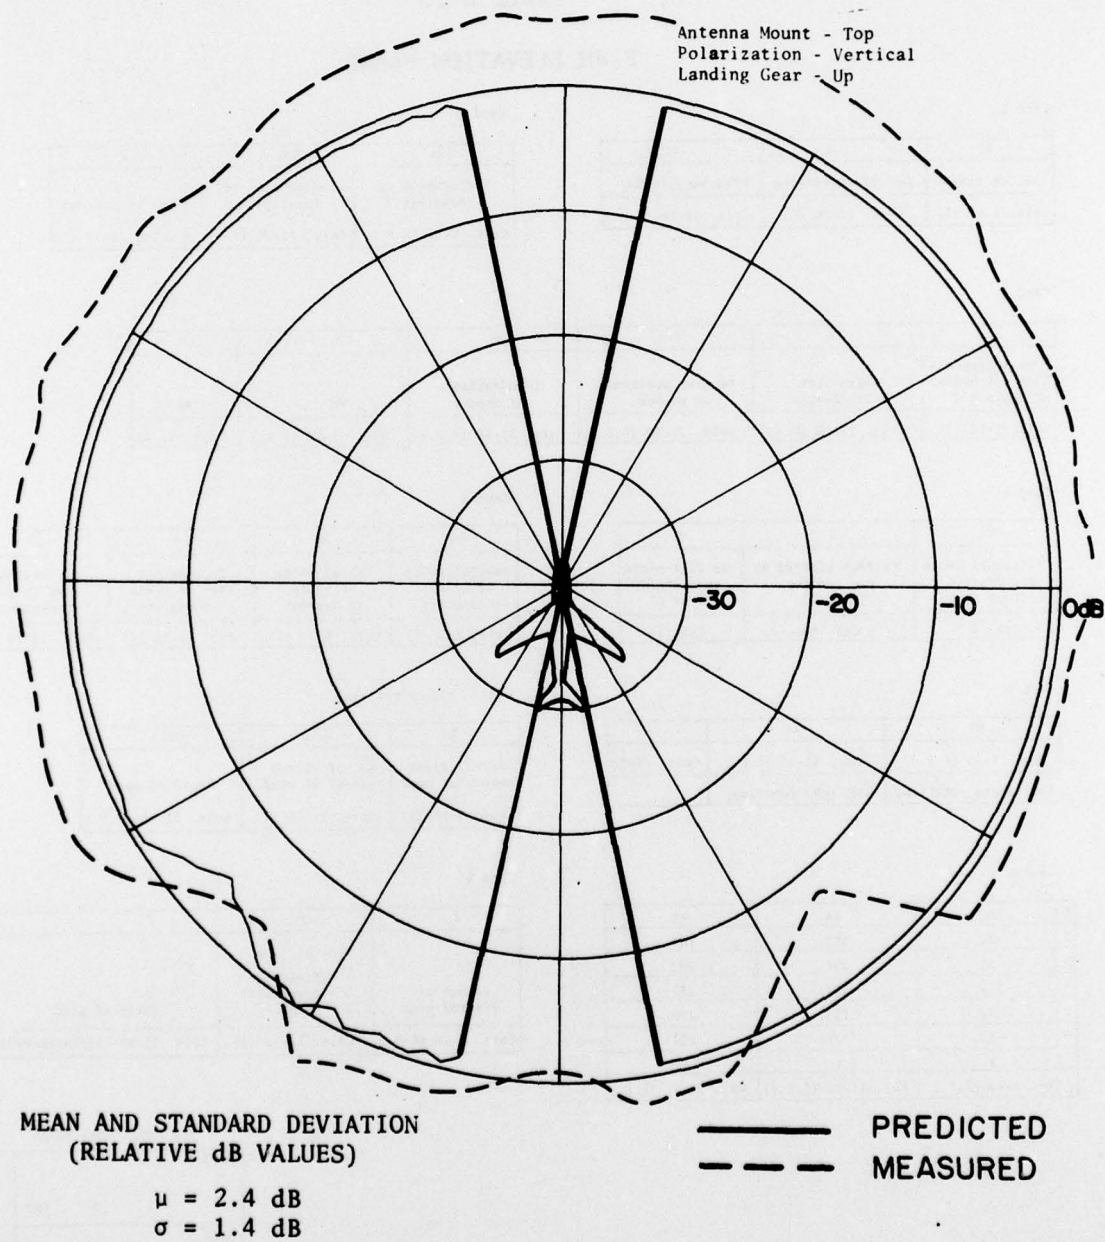 Antenna Mount - Top
Polarization - Vertical
Landing Gear - Up
-30
-20
-10
0dB
MEAN AND STANDARD DEVIATION
(RELATIVE dB VALUES)
μ = 2.4 dB
σ = 1.4 dB
PREDICTED
MEASURED